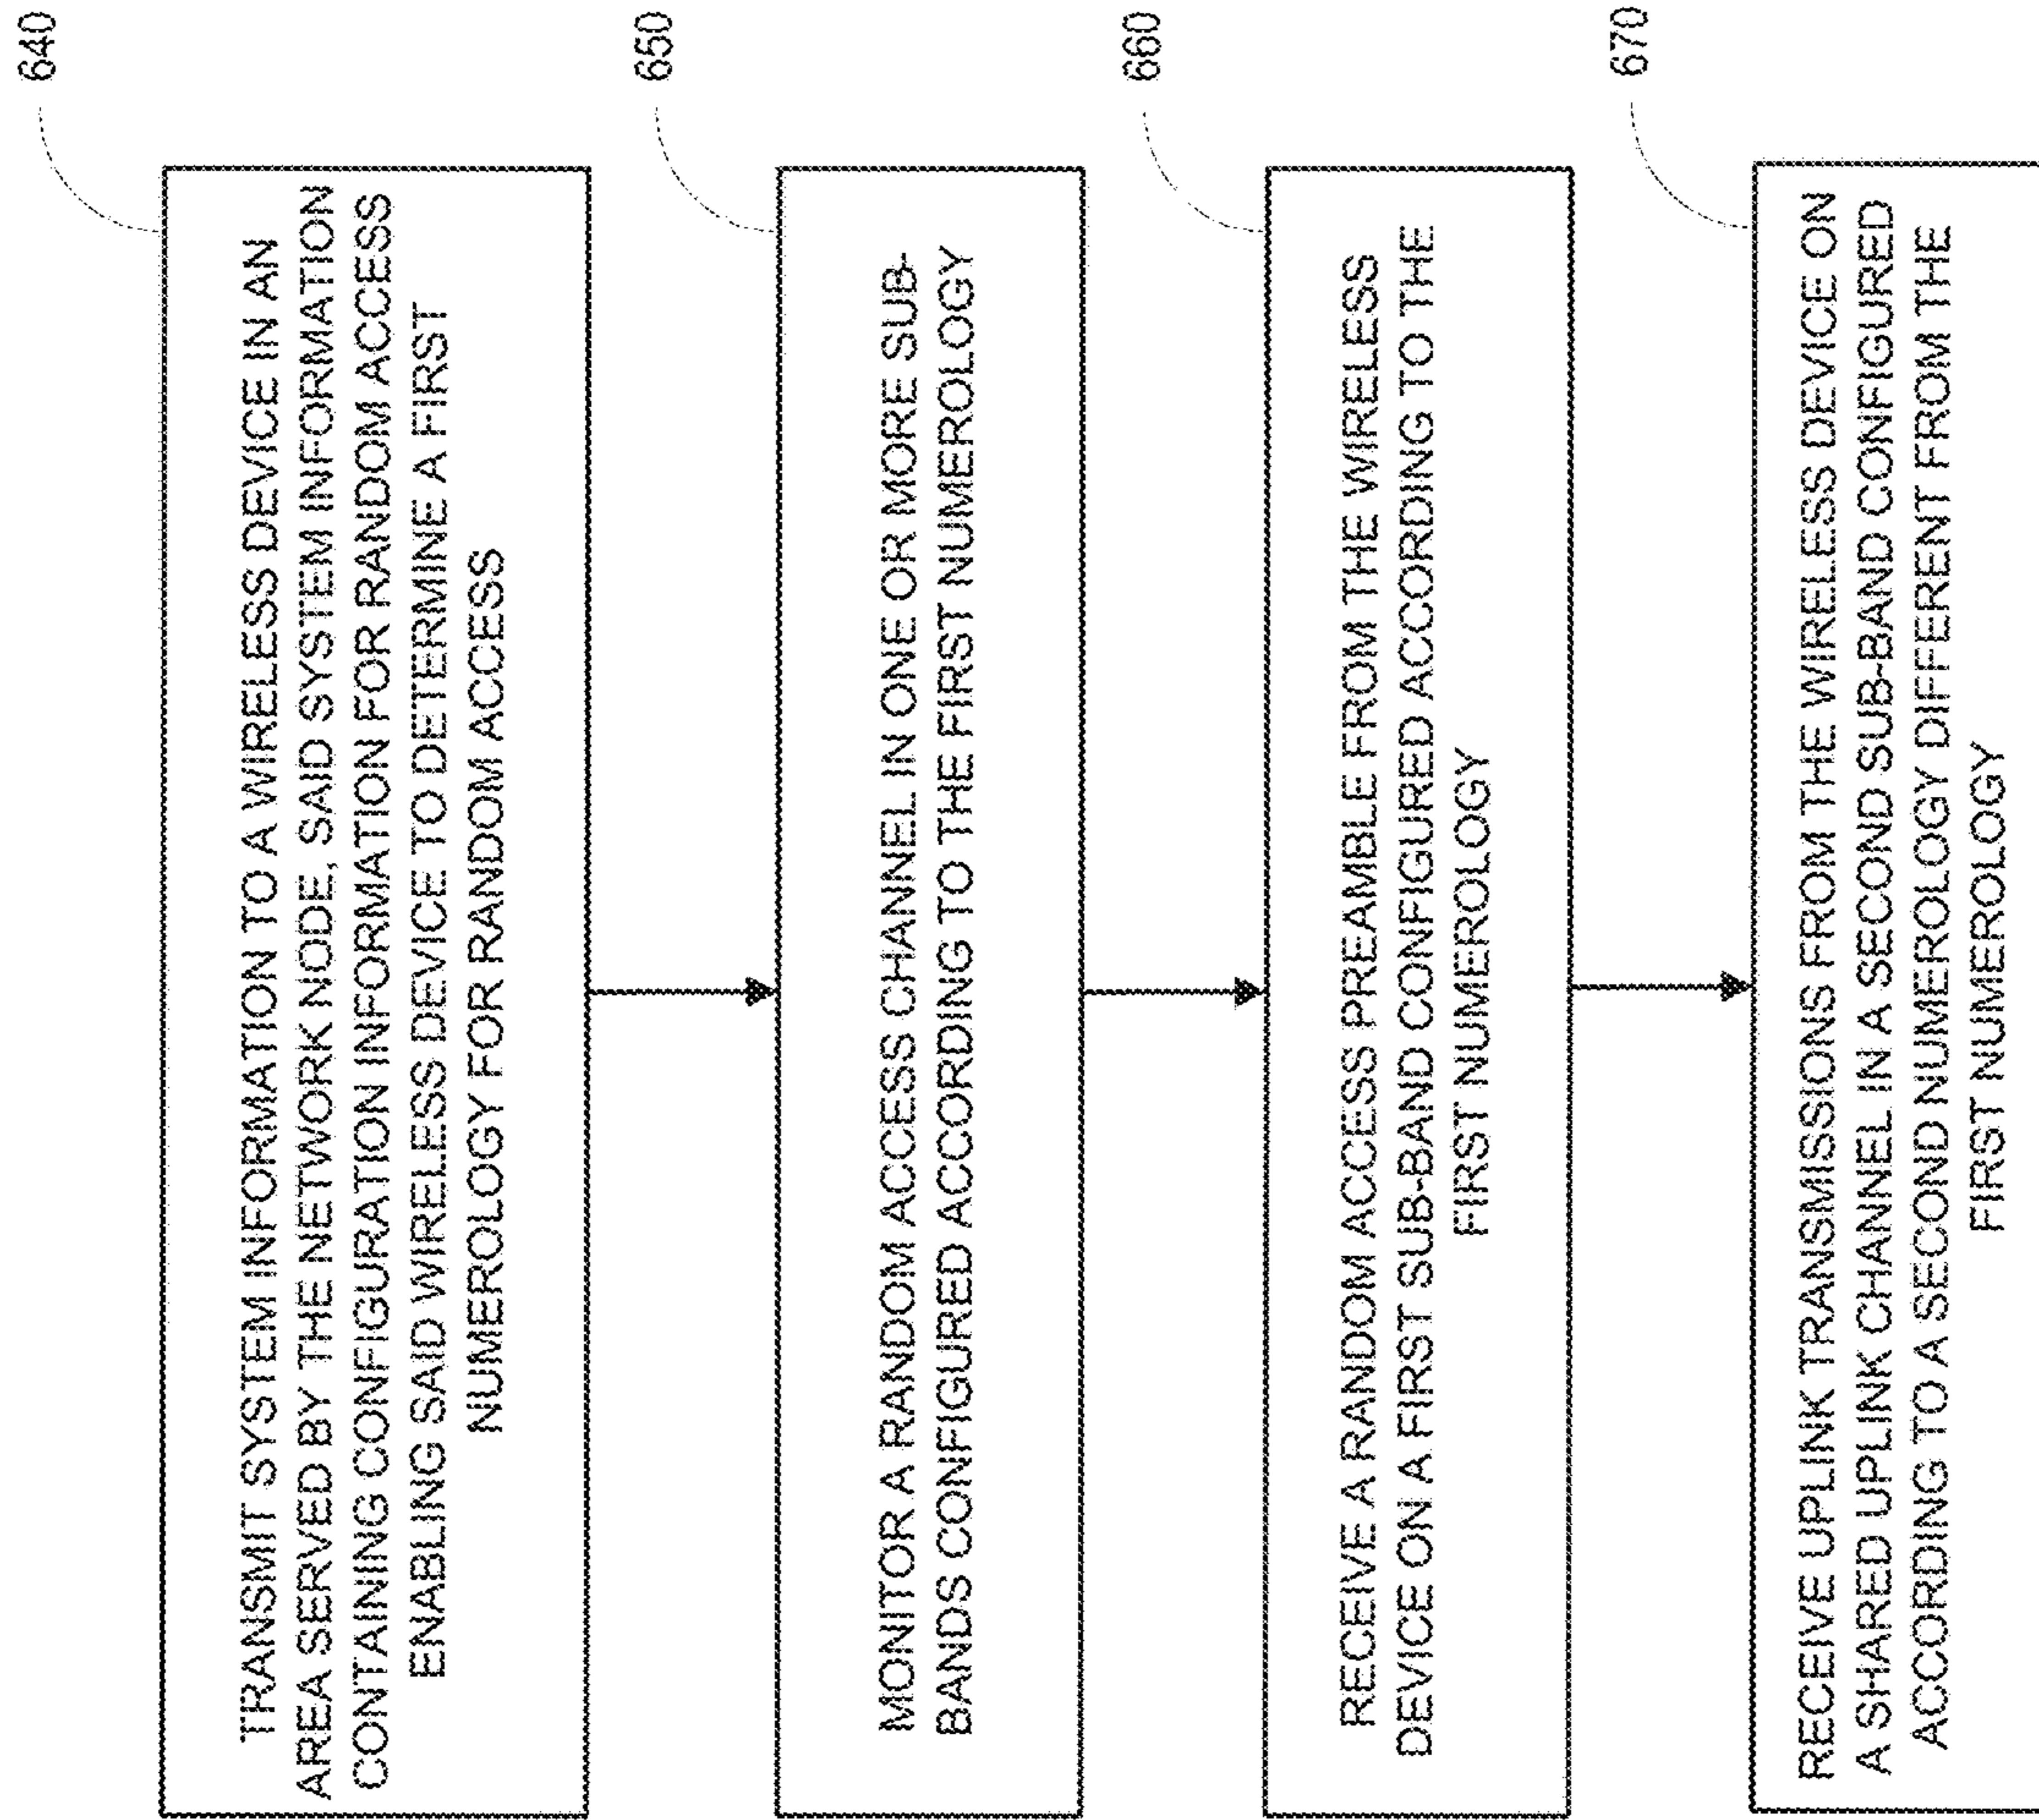 640
TRANSMIT SYSTEM INFORMATION TO A WIRELESS DEVICE IN AN
AREA SERVED BY THE NETWORK NODE, SAID SYSTEM INFORMATION
CONTAINING CONFIGURATION INFORMATION FOR RANDOM ACCESS
ENABLING SAID WIRELESS DEVICE TO DETERMINE A FIRST
NUMEROLOGY FOR RANDOM ACCESS
650
MONITOR A RANDOM ACCESS CHANNEL IN ONE OR MORE SUB-
BANDS CONFIGURED ACCORDING TO THE FIRST NUMEROLOGY
660
RECEIVE A RANDOM ACCESS PREAMBLE FROM THE WIRELESS
DEVICE ON A FIRST SUB-BAND CONFIGURED ACCORDING TO THE
FIRST NUMEROLOGY
670
RECEIVE UPLINK TRANSMISSIONS FROM THE WIRELESS DEVICE ON
A SHARED UPLINK CHANNEL IN A SECOND SUB-BAND CONFIGURED
ACCORDING TO A SECOND NUMEROLOGY DIFFERENT FROM THE
FIRST NUMEROLOGY